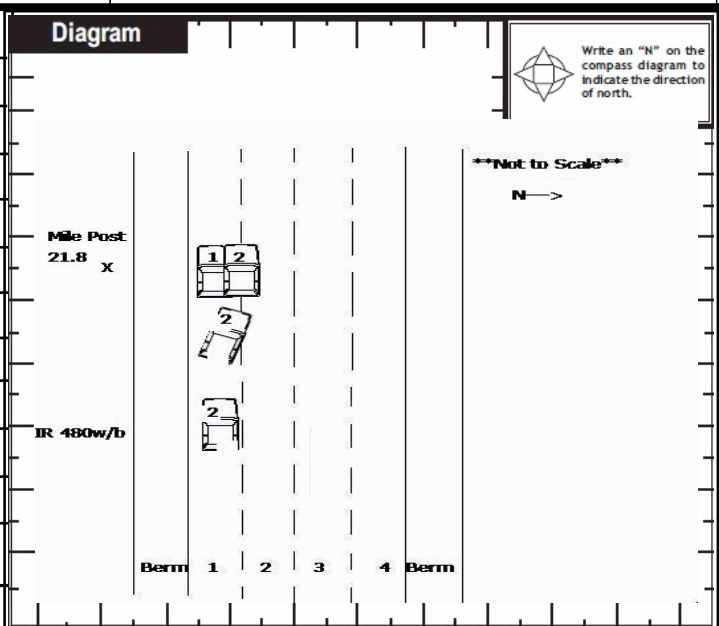 Diagram
Write an “N” on the
compass diagram to
indicate the direction
of north.
**Not to Scale**
N—>
Mile Post
21.8 X
1 2
2
2
IR 480w/b
Berm 1 2 3 4 Berm